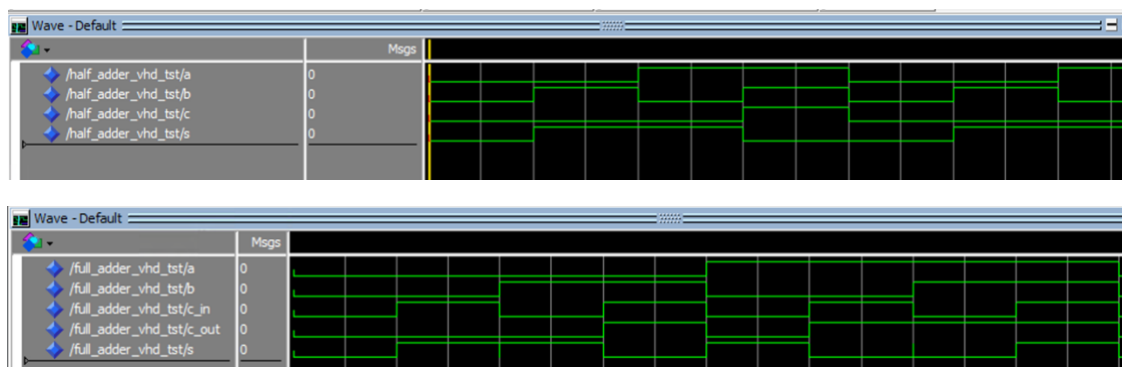 Wave - Default
Msgs
/half_adder_vhd_tst/a 0
/half_adder_vhd_tst/b 0
/half_adder_vhd_tst/c 0
/half_adder_vhd_tst/s 0
Wave - Default
Msgs
/full_adder_vhd_tst/a 0
/full_adder_vhd_tst/b 0
/full_adder_vhd_tst/c_in 0
/full_adder_vhd_tst/c_out 0
/full_adder_vhd_tst/s 0